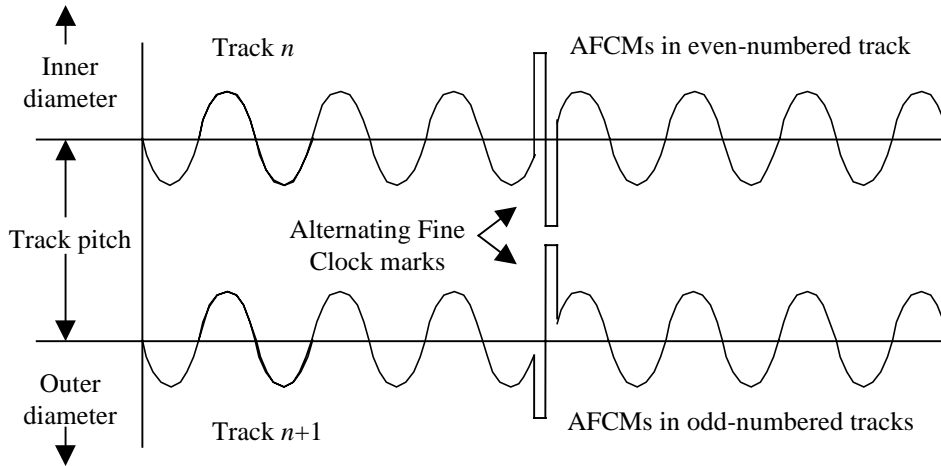 Inner
diameter
Track n
AFCMs in even-numbered track
Track pitch
Alternating Fine
Clock marks
Outer
diameter
Track n+1
AFCMs in odd-numbered tracks